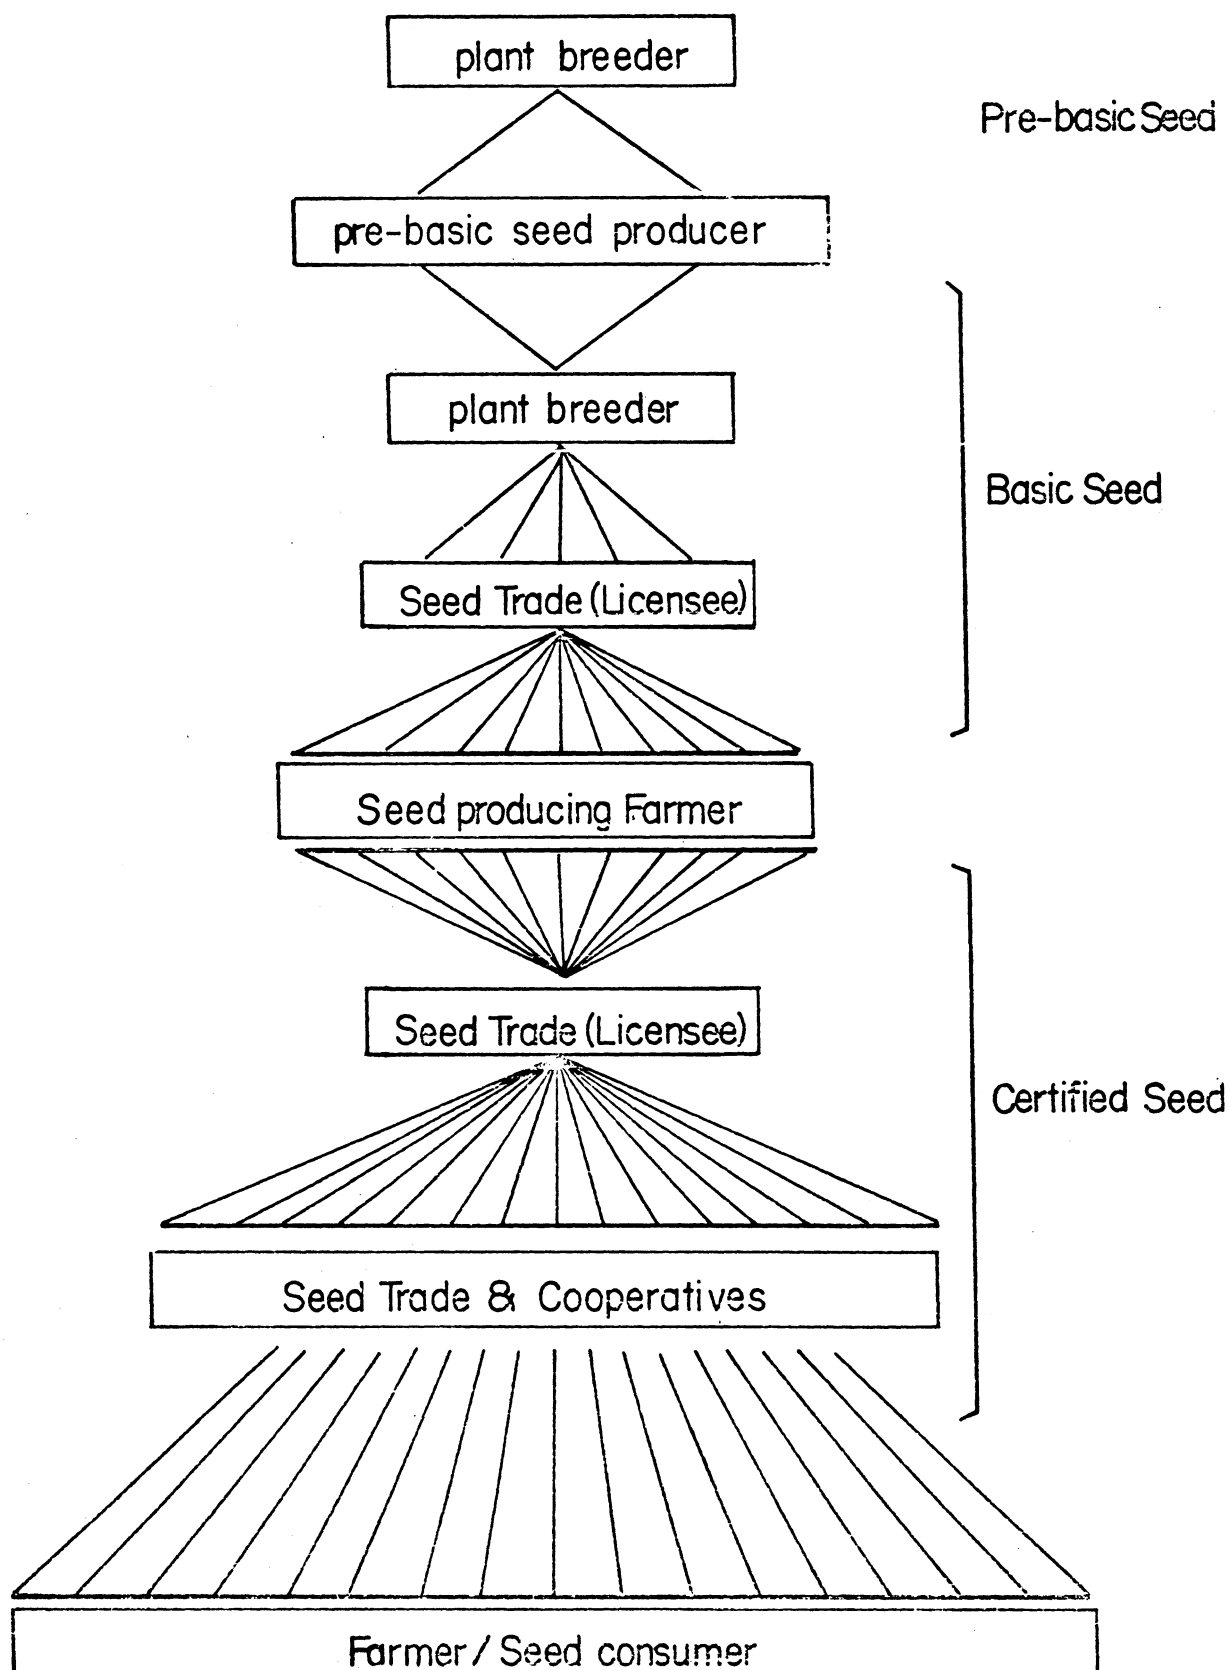 plant breeder
Pre-basic Seed
pre-basic seed producer
plant breeder
Basic Seed
Seed Trade (Licensee)
Seed producing Farmer
Seed Trade (Licensee)
Certified Seed
Seed Trade & Cooperatives
Farmer / Seed consumer